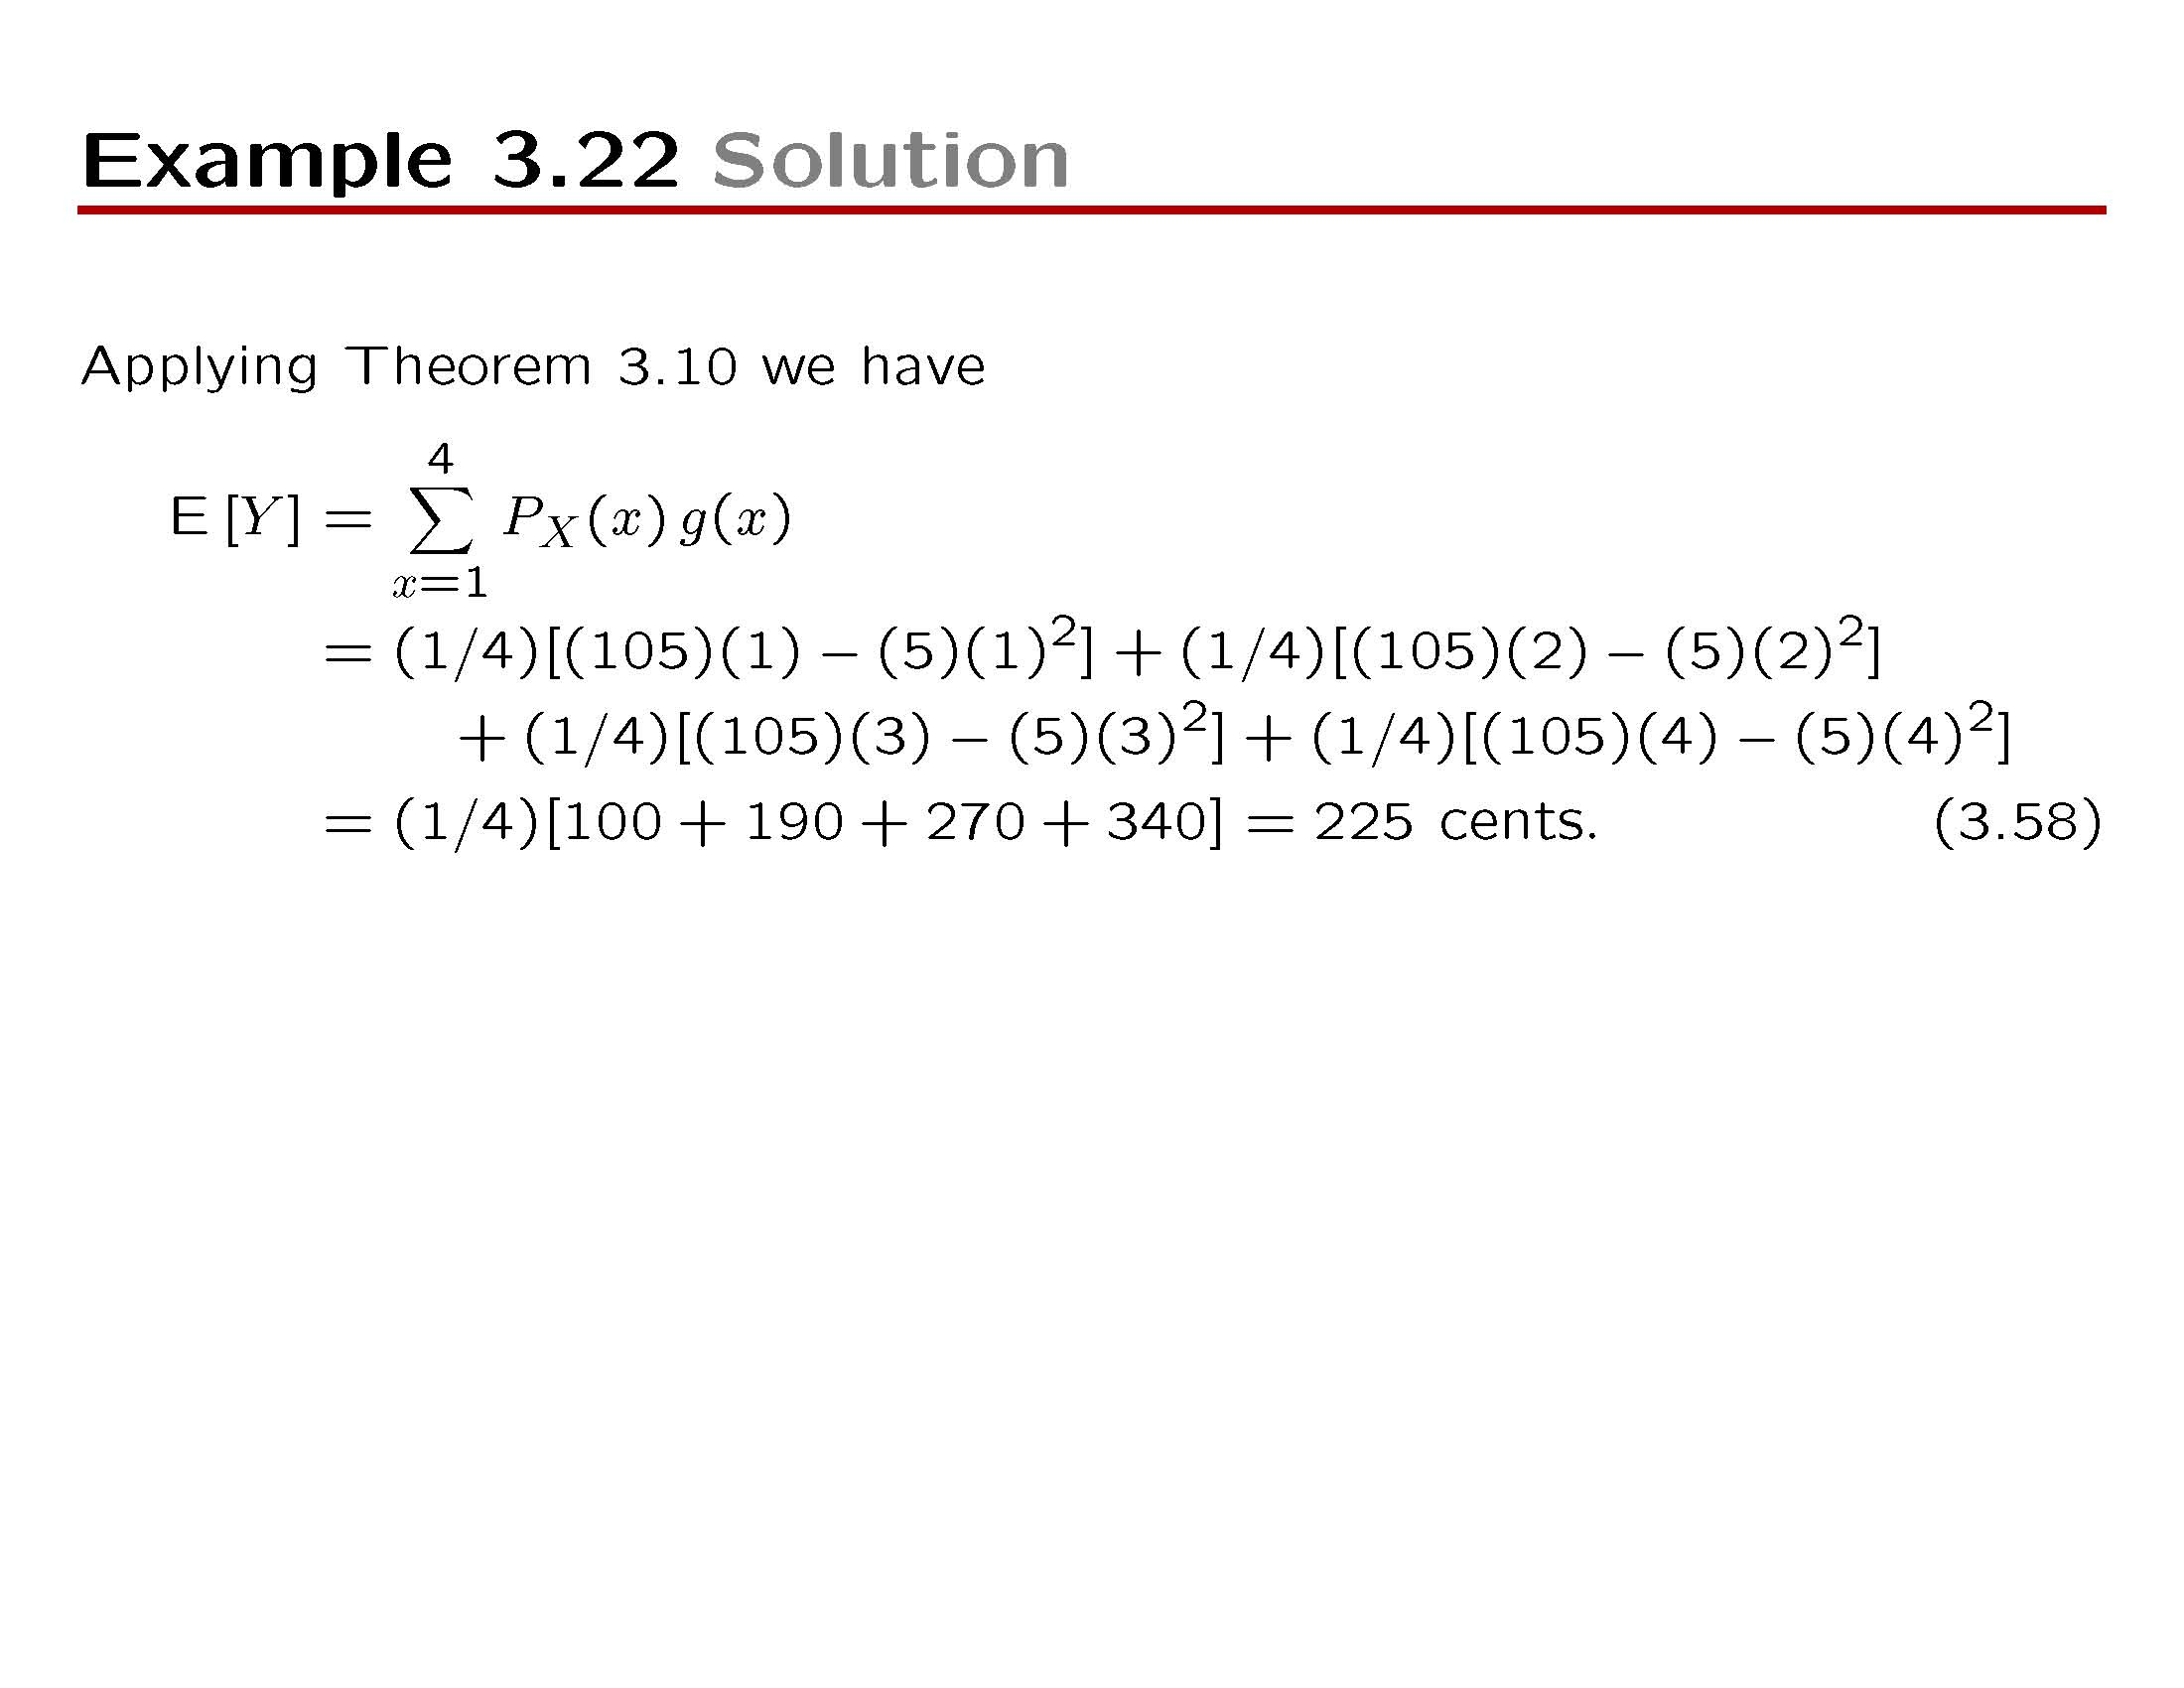 Example 3.22 Solution
Applying Theorem 3.10 we have
E [Y] = ∑_{x=1}^{4} P_X(x) g(x)
= (1/4)[(105)(1) − (5)(1)²] + (1/4)[(105)(2) − (5)(2)²]
+ (1/4)[(105)(3) − (5)(3)²] + (1/4)[(105)(4) − (5)(4)²]
= (1/4)[100 + 190 + 270 + 340] = 225 cents. (3.58)